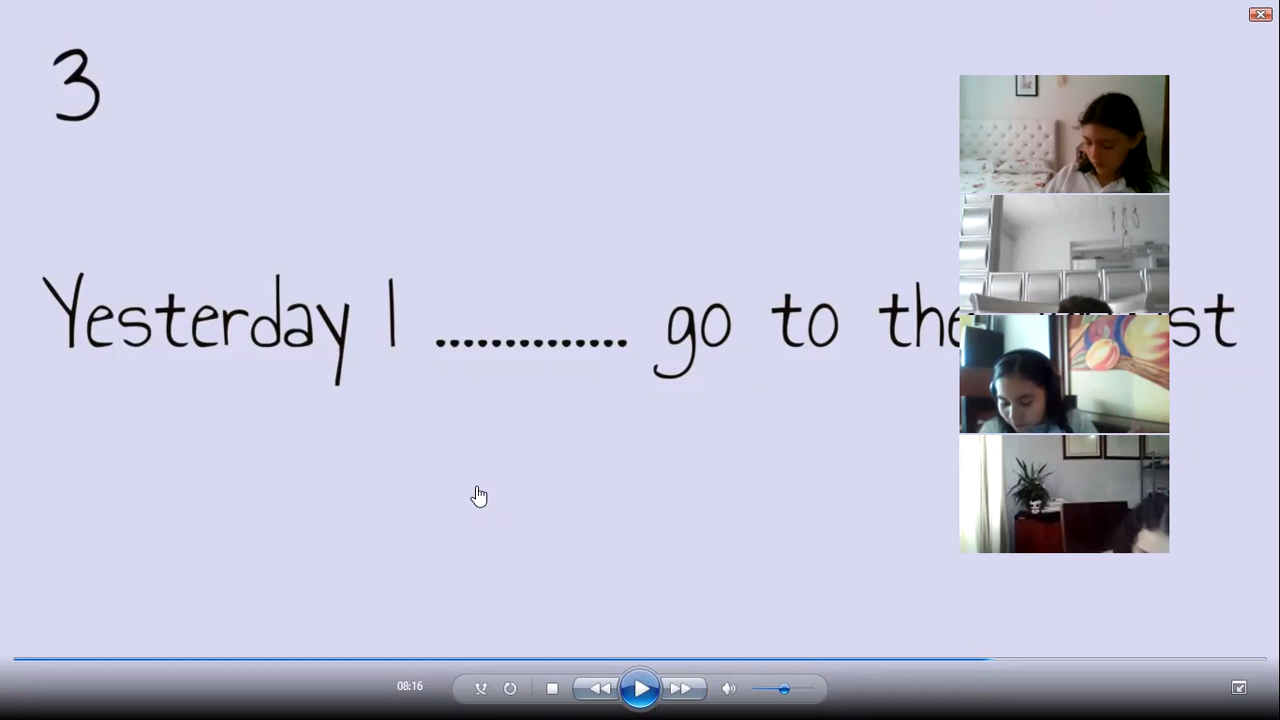 3
Yesterday I .............. go to the
08:16